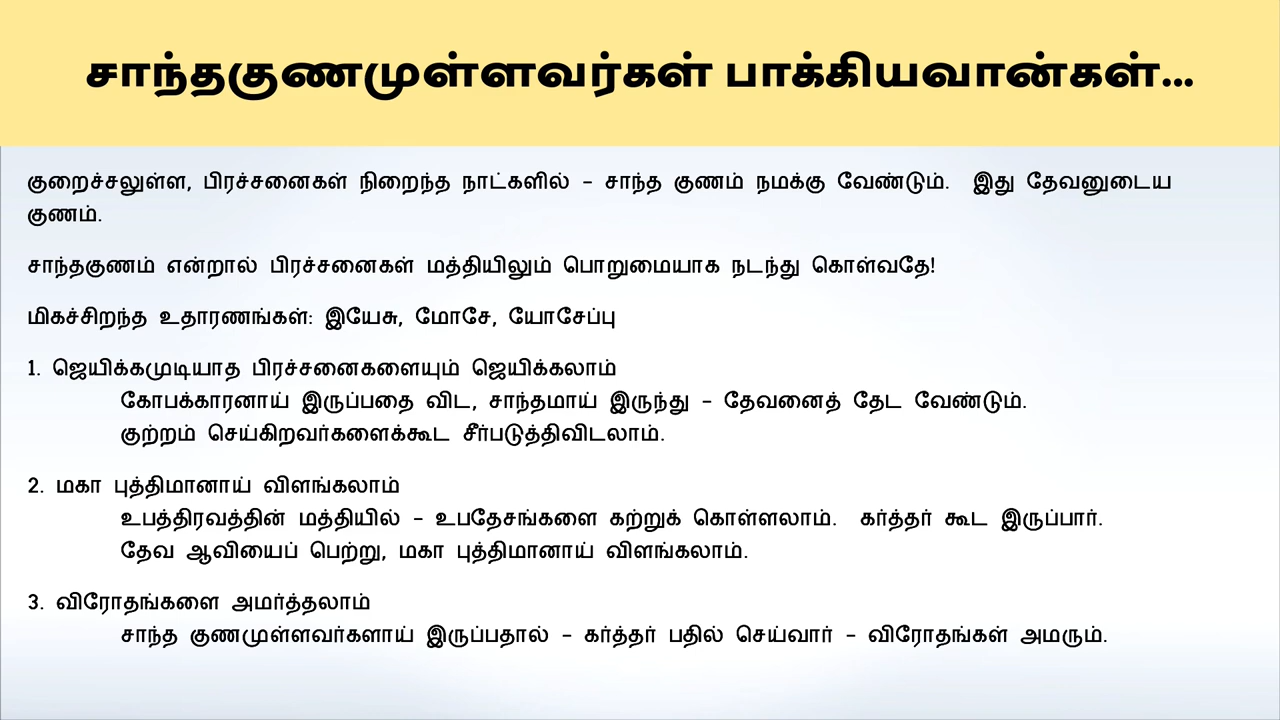 சாந்தகுணமுள்ளவர்கள் பாக்கியவான்கள்...
குறைச்சலுள்ள, பிரச்சனைகள் நிறைந்த நாட்களில் – சாந்த குணம் நமக்கு வேண்டும். இது தேவனுடைய
குணம்.
சாந்தகுணம் என்றால் பிரச்சனைகள் மத்தியிலும் பொறுமையாக நடந்து கொள்வதே!
மிகச்சிறந்த உதாரணங்கள்: இயேசு, மோசே, யோசேப்பு
1. ஜெயிக்கமுடியாத பிரச்சனைகளையும் ஜெயிக்கலாம்
கோபக்காரனாய் இருப்பதை விட, சாந்தமாய் இருந்து – தேவனைத் தேட வேண்டும்.
குற்றம் செய்கிறவர்களைக்கூட சீர்படுத்திவிடலாம்.
2. மகா புத்திமானாய் விளங்கலாம்
உபத்திரவத்தின் மத்தியில் – உபதேசங்களை கற்றுக் கொள்ளலாம். கர்த்தர் கூட இருப்பார்.
தேவ ஆவியைப் பெற்று, மகா புத்திமானாய் விளங்கலாம்.
3. விரோதங்களை அமர்த்தலாம்
சாந்த குணமுள்ளவர்களாய் இருப்பதால் – கர்த்தர் பதில் செய்வார் – விரோதங்கள் அமரும்.